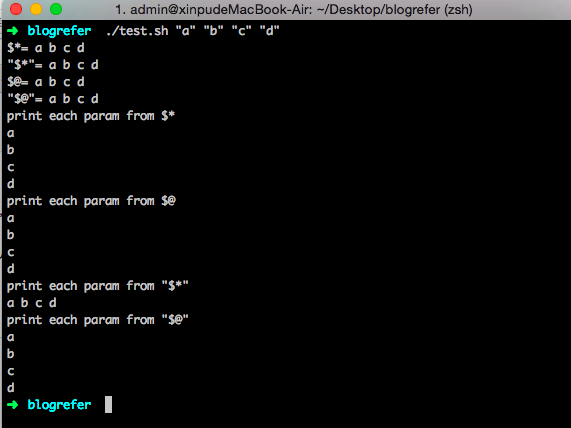 1. admin@xinpudeMacBook-Air: ~/Desktop/blogrefer (zsh)
➜ blogrefer ./test.sh "a" "b" "c" "d"
$*= a b c d
"$*"= a b c d
$@= a b c d
"$@"= a b c d
print each param from $*
a
b
c
d
print each param from $@
a
b
c
d
print each param from "$*"
a b c d
print each param from "$@"
a
b
c
d
➜ blogrefer